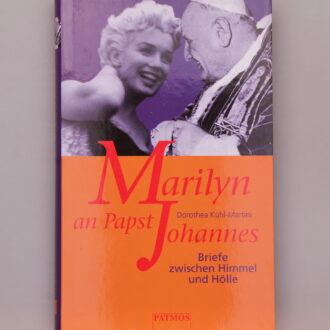 Marilyn
an Papst
Dorothea Kühl-Martini
Johannes
Briefe
zwischen Himmel
und Hölle
PATMOS